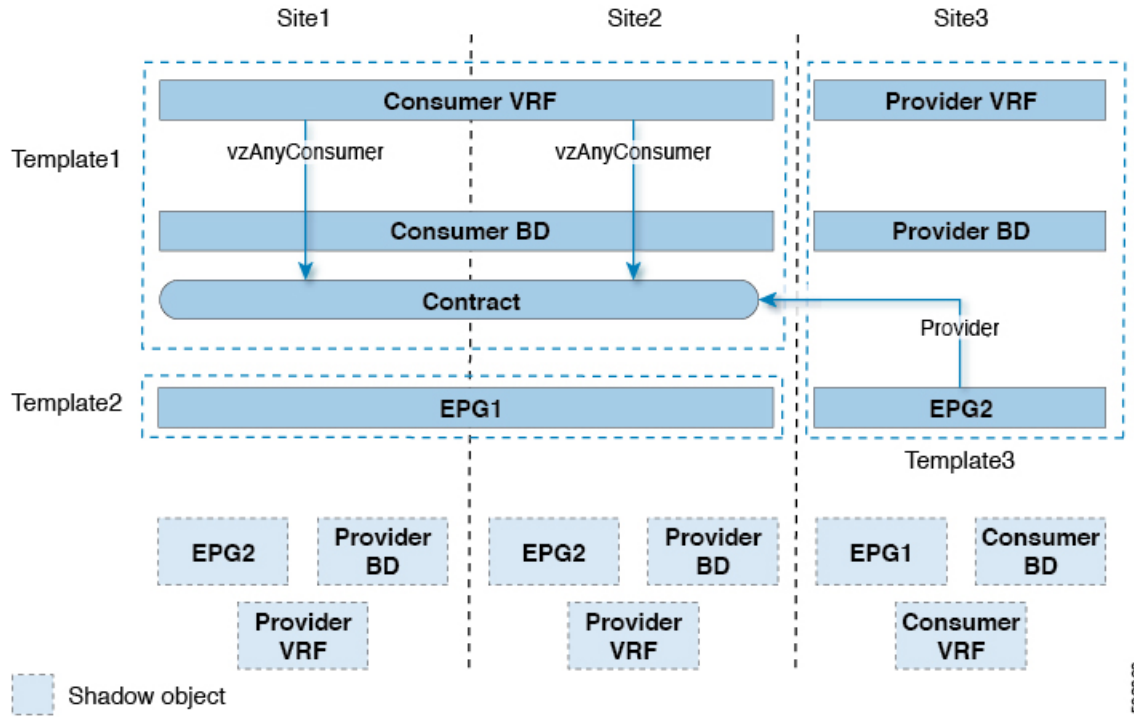 Site1
Site2
Site3
Consumer VRF
Provider VRF
Template1
vzAnyConsumer
vzAnyConsumer
Consumer BD
Provider BD
Contract
Provider
Template2
EPG1
EPG2
Template3
EPG2
Provider
BD
EPG2
Provider
BD
EPG1
Consumer
BD
Provider
VRF
Provider
VRF
Consumer
VRF
Shadow object